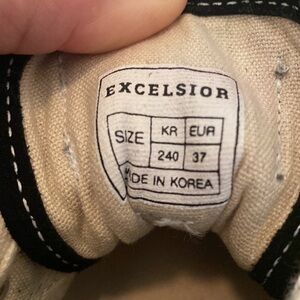 EXCELSIOR
SIZE KR EUR
240 37
MADE IN KOREA